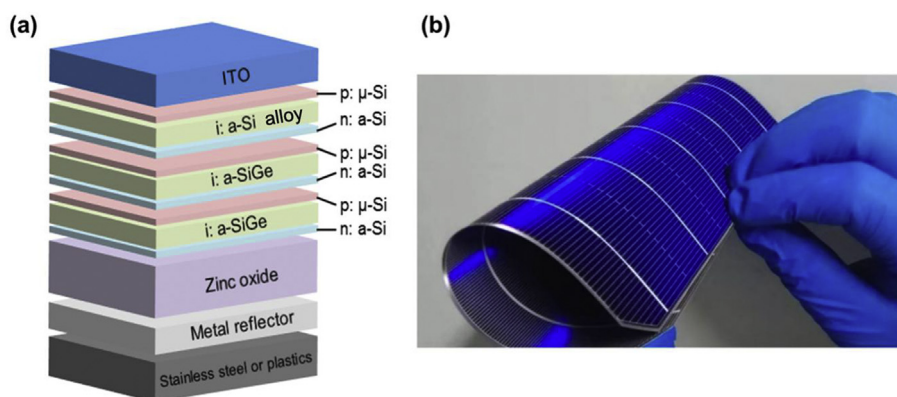 (a)
ITO
p: μ-Si
i: a-Si alloy
n: a-Si
p: μ-Si
i: a-SiGe
n: a-Si
p: μ-Si
i: a-SiGe
n: a-Si
Zinc oxide
Metal reflector
Stainless steel or plastics
(b)